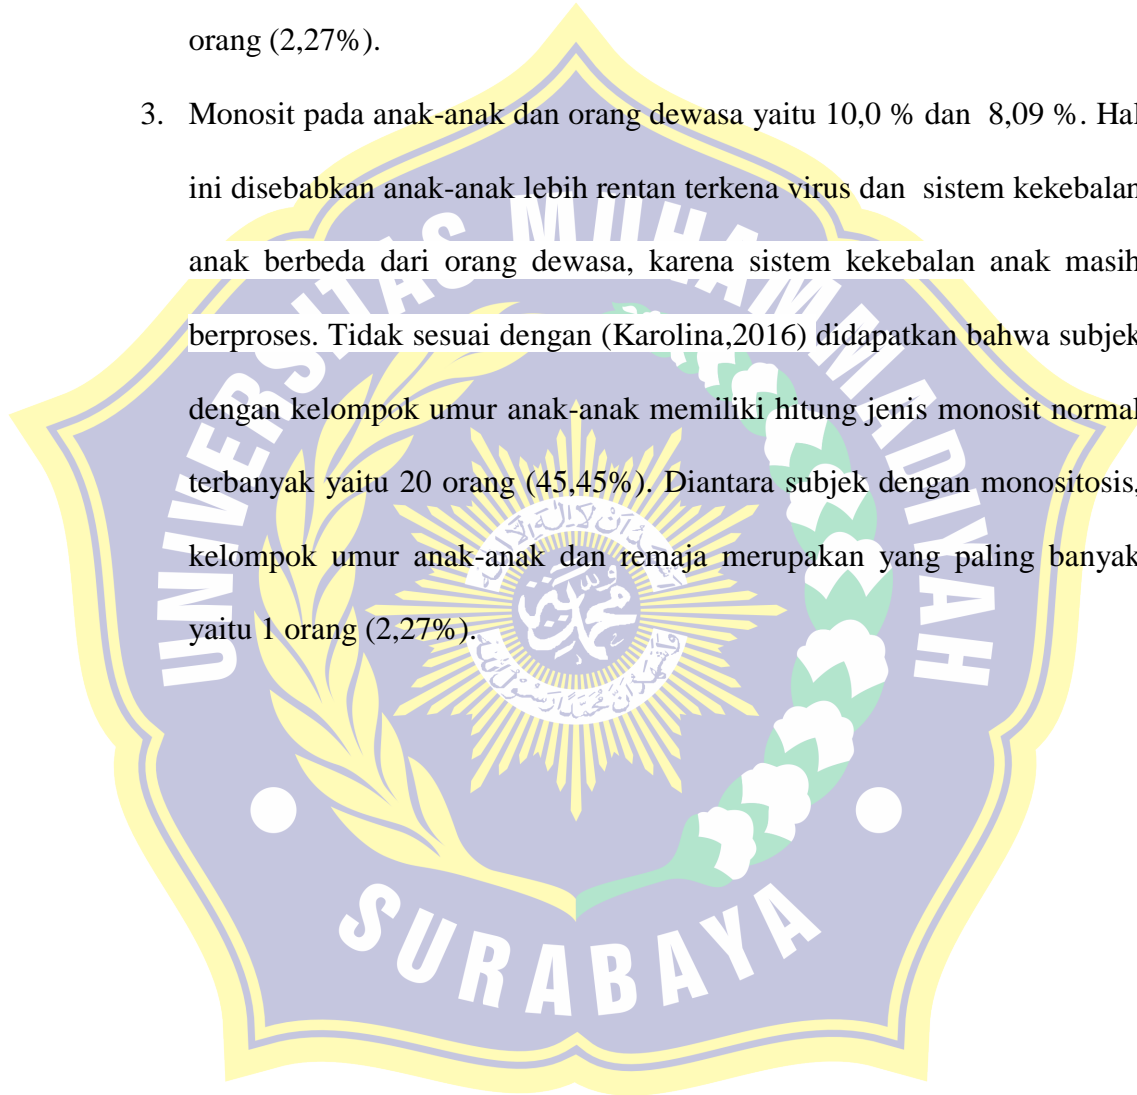 orang (2,27%).
3. Monosit pada anak-anak dan orang dewasa yaitu 10,0 % dan 8,09 %. Hal
ini disebabkan anak-anak lebih rentan terkena virus dan sistem kekebalan
anak berbeda dari orang dewasa, karena sistem kekebalan anak masih
berproses. Tidak sesuai dengan (Karolina,2016) didapatkan bahwa subjek
dengan kelompok umur anak-anak memiliki hitung jenis monosit normal
terbanyak yaitu 20 orang (45,45%). Diantara subjek dengan monositosis,
kelompok umur anak-anak dan remaja merupakan yang paling banyak
yaitu 1 orang (2,27%).
UNIVERSITAS MUHAMMADIYAH
SURABAYA